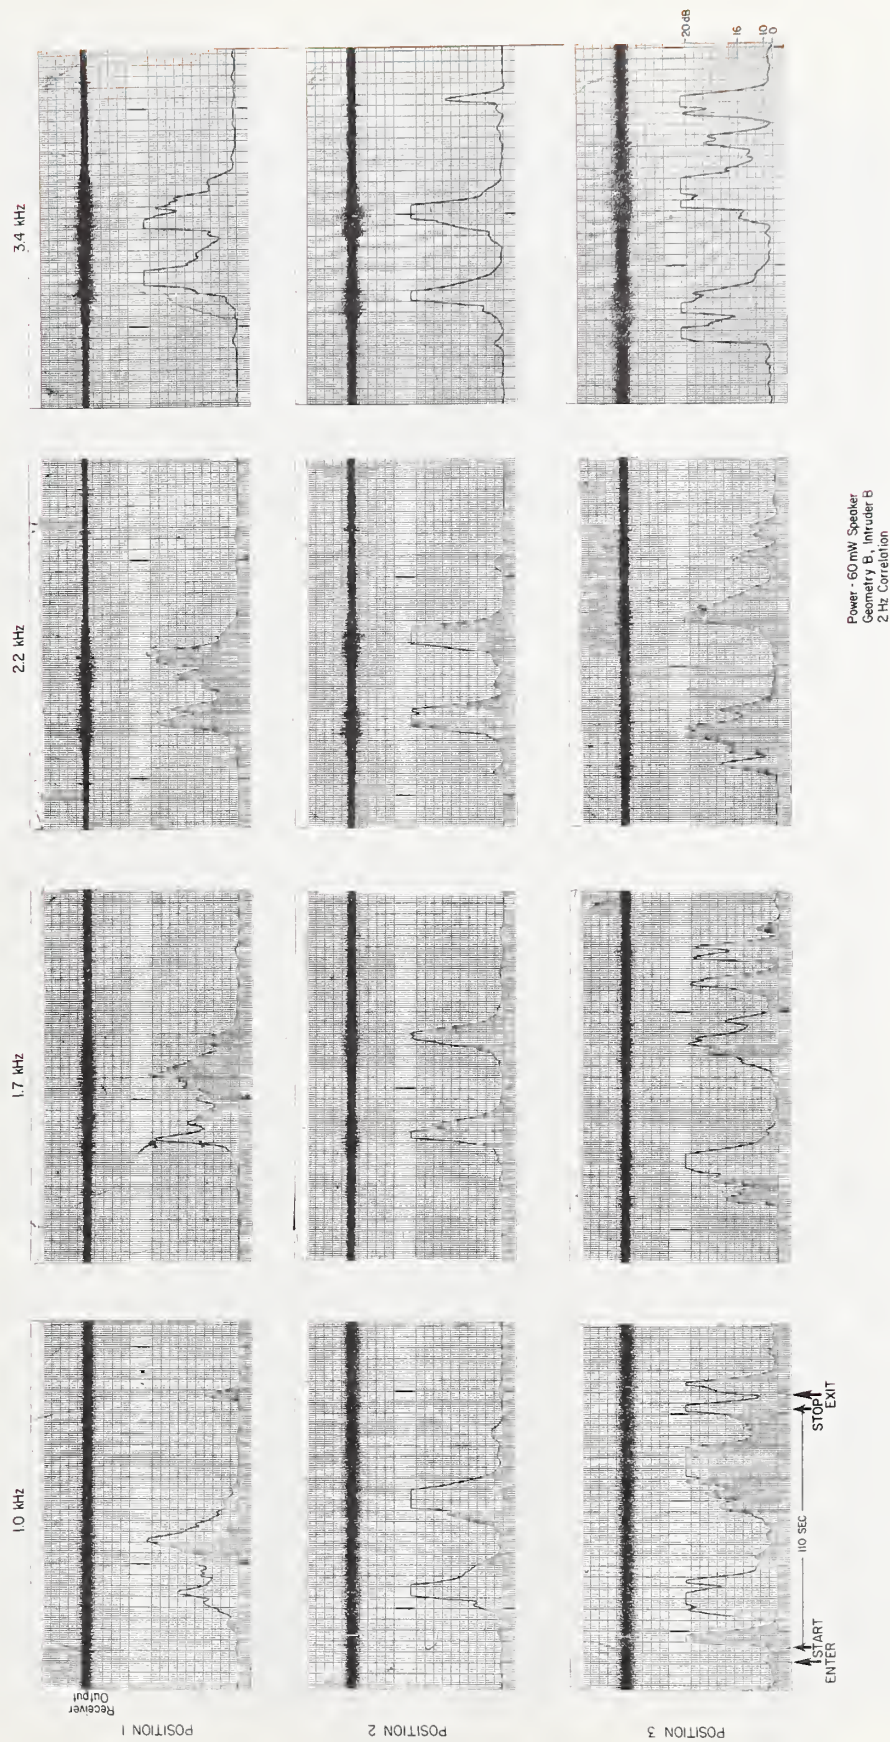 1.0 kHz
1.7 kHz
2.2 kHz
3.4 kHz
Receiver
Output
POSITION 1
POSITION 2
POSITION 3
-20 dB
-16
-10
0
START
ENTER
110 SEC
STOP
EXIT
Power - 60 mW Speaker
Geometry B, Intruder B
2 Hz Correlation